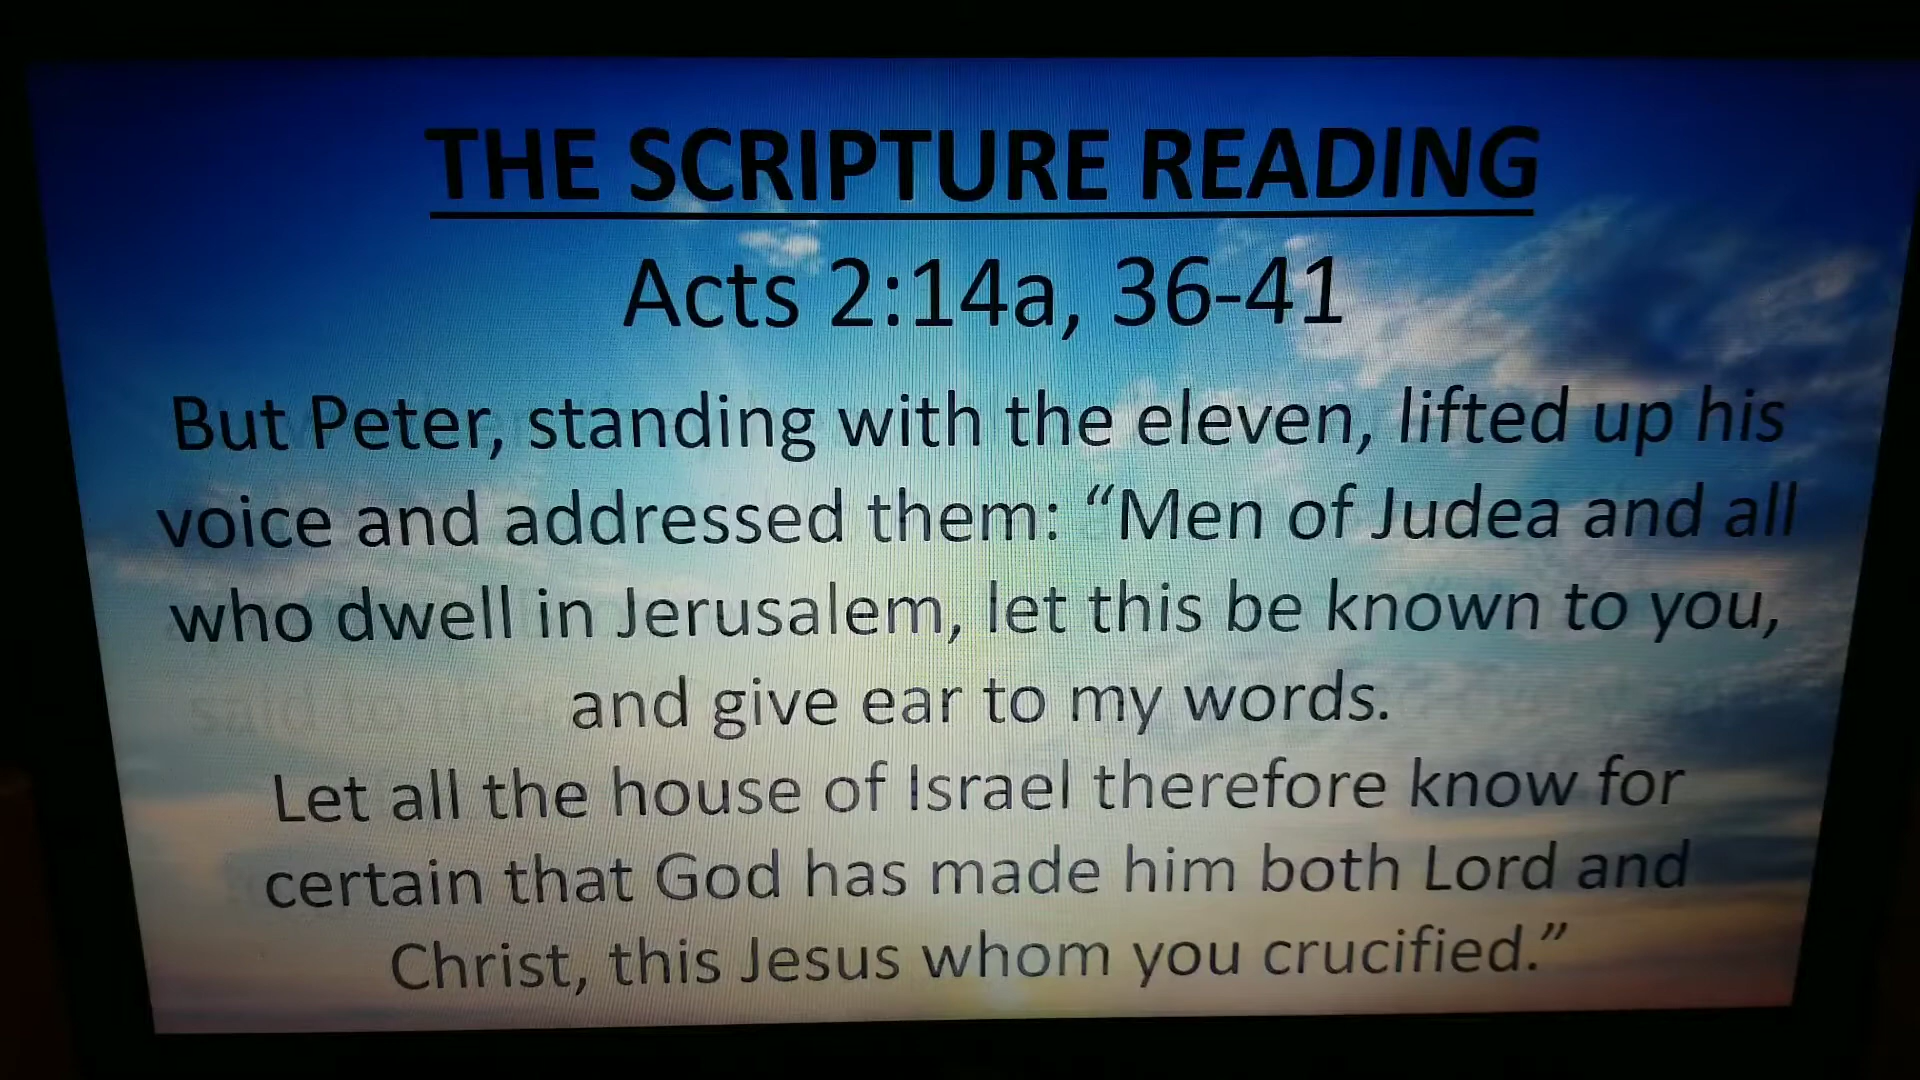 THE SCRIPTURE READING
Acts 2:14a, 36-41
But Peter, standing with the eleven, lifted up his
voice and addressed them: “Men of Judea and all
who dwell in Jerusalem, let this be known to you,
and give ear to my words.
Let all the house of Israel therefore know for
certain that God has made him both Lord and
Christ, this Jesus whom you crucified.”